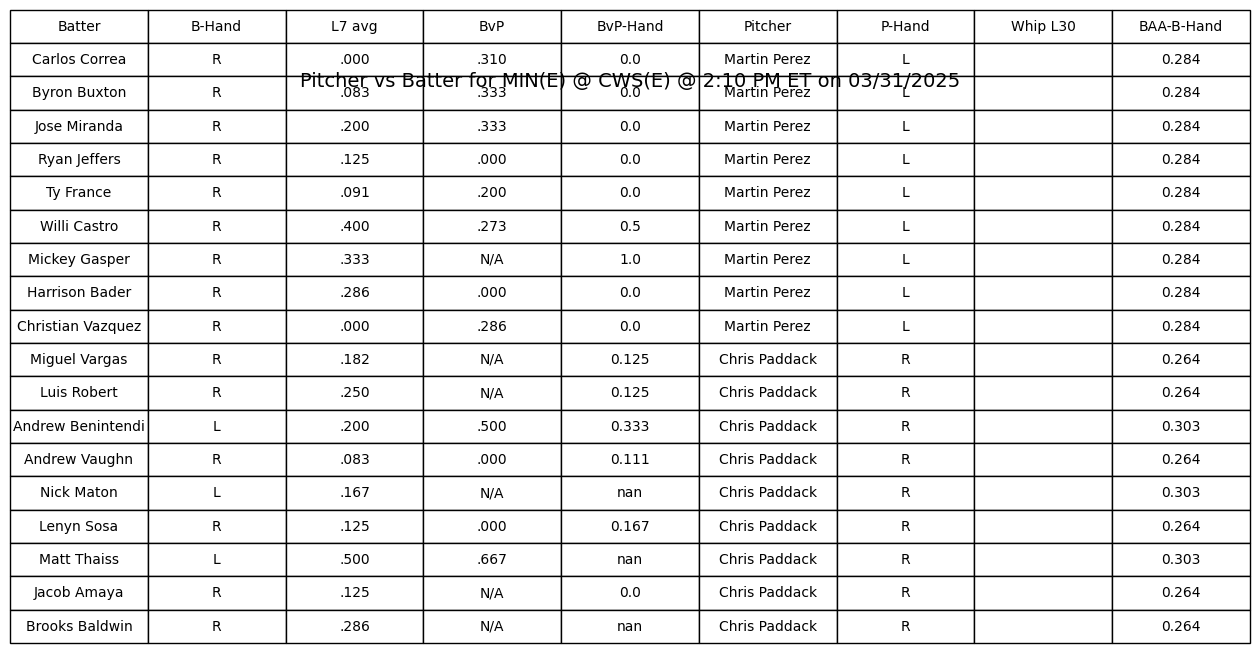 Batter B-Hand L7 avg BvP BvP-Hand Pitcher P-Hand Whip L30 BAA-B-Hand
Carlos Correa R .000 .310 0.0 Martin Perez L 0.284
Pitcher vs Batter for MIN(E) @ CWS(E) @ 2:10 PM ET on 03/31/2025
Byron Buxton R .083 .333 0.0 Martin Perez L 0.284
Jose Miranda R .200 .333 0.0 Martin Perez L 0.284
Ryan Jeffers R .125 .000 0.0 Martin Perez L 0.284
Ty France R .091 .200 0.0 Martin Perez L 0.284
Willi Castro R .400 .273 0.5 Martin Perez L 0.284
Mickey Gasper R .333 N/A 1.0 Martin Perez L 0.284
Harrison Bader R .286 .000 0.0 Martin Perez L 0.284
Christian Vazquez R .000 .286 0.0 Martin Perez L 0.284
Miguel Vargas R .182 N/A 0.125 Chris Paddack R 0.264
Luis Robert R .250 N/A 0.125 Chris Paddack R 0.264
Andrew Benintendi L .200 .500 0.333 Chris Paddack R 0.303
Andrew Vaughn R .083 .000 0.111 Chris Paddack R 0.264
Nick Maton L .167 N/A nan Chris Paddack R 0.303
Lenyn Sosa R .125 .000 0.167 Chris Paddack R 0.264
Matt Thaiss L .500 .667 nan Chris Paddack R 0.303
Jacob Amaya R .125 N/A 0.0 Chris Paddack R 0.264
Brooks Baldwin R .286 N/A nan Chris Paddack R 0.264